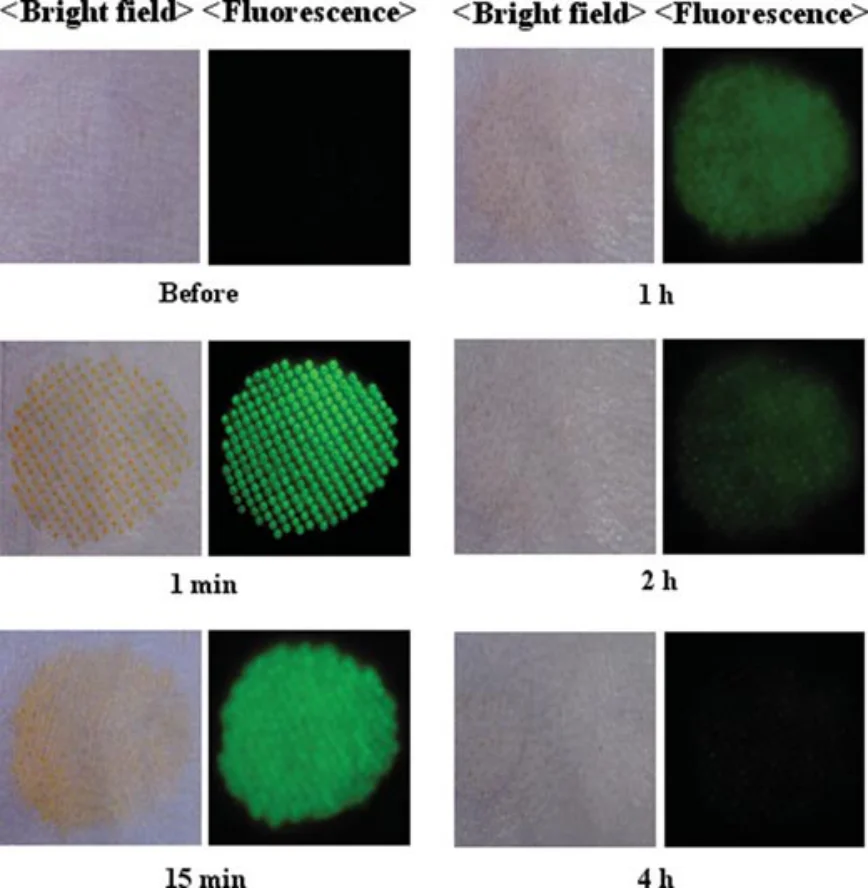 <Bright field> <Fluorescence>
Before
1 min
15 min
<Bright field> <Fluorescence>
1 h
2 h
4 h